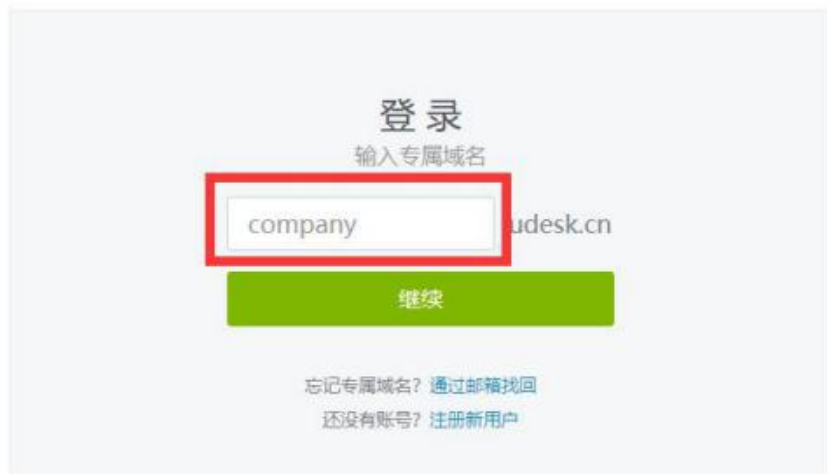 登 录
输入专属域名
company udesk.cn
继续
忘记专属域名? 通过邮箱找回
还没有账号? 注册新用户